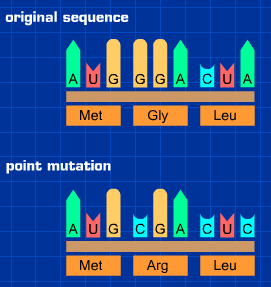 original sequence
A U G G G A C U A
Met Gly Leu
point mutation
A U G C G A C U C
Met Arg Leu